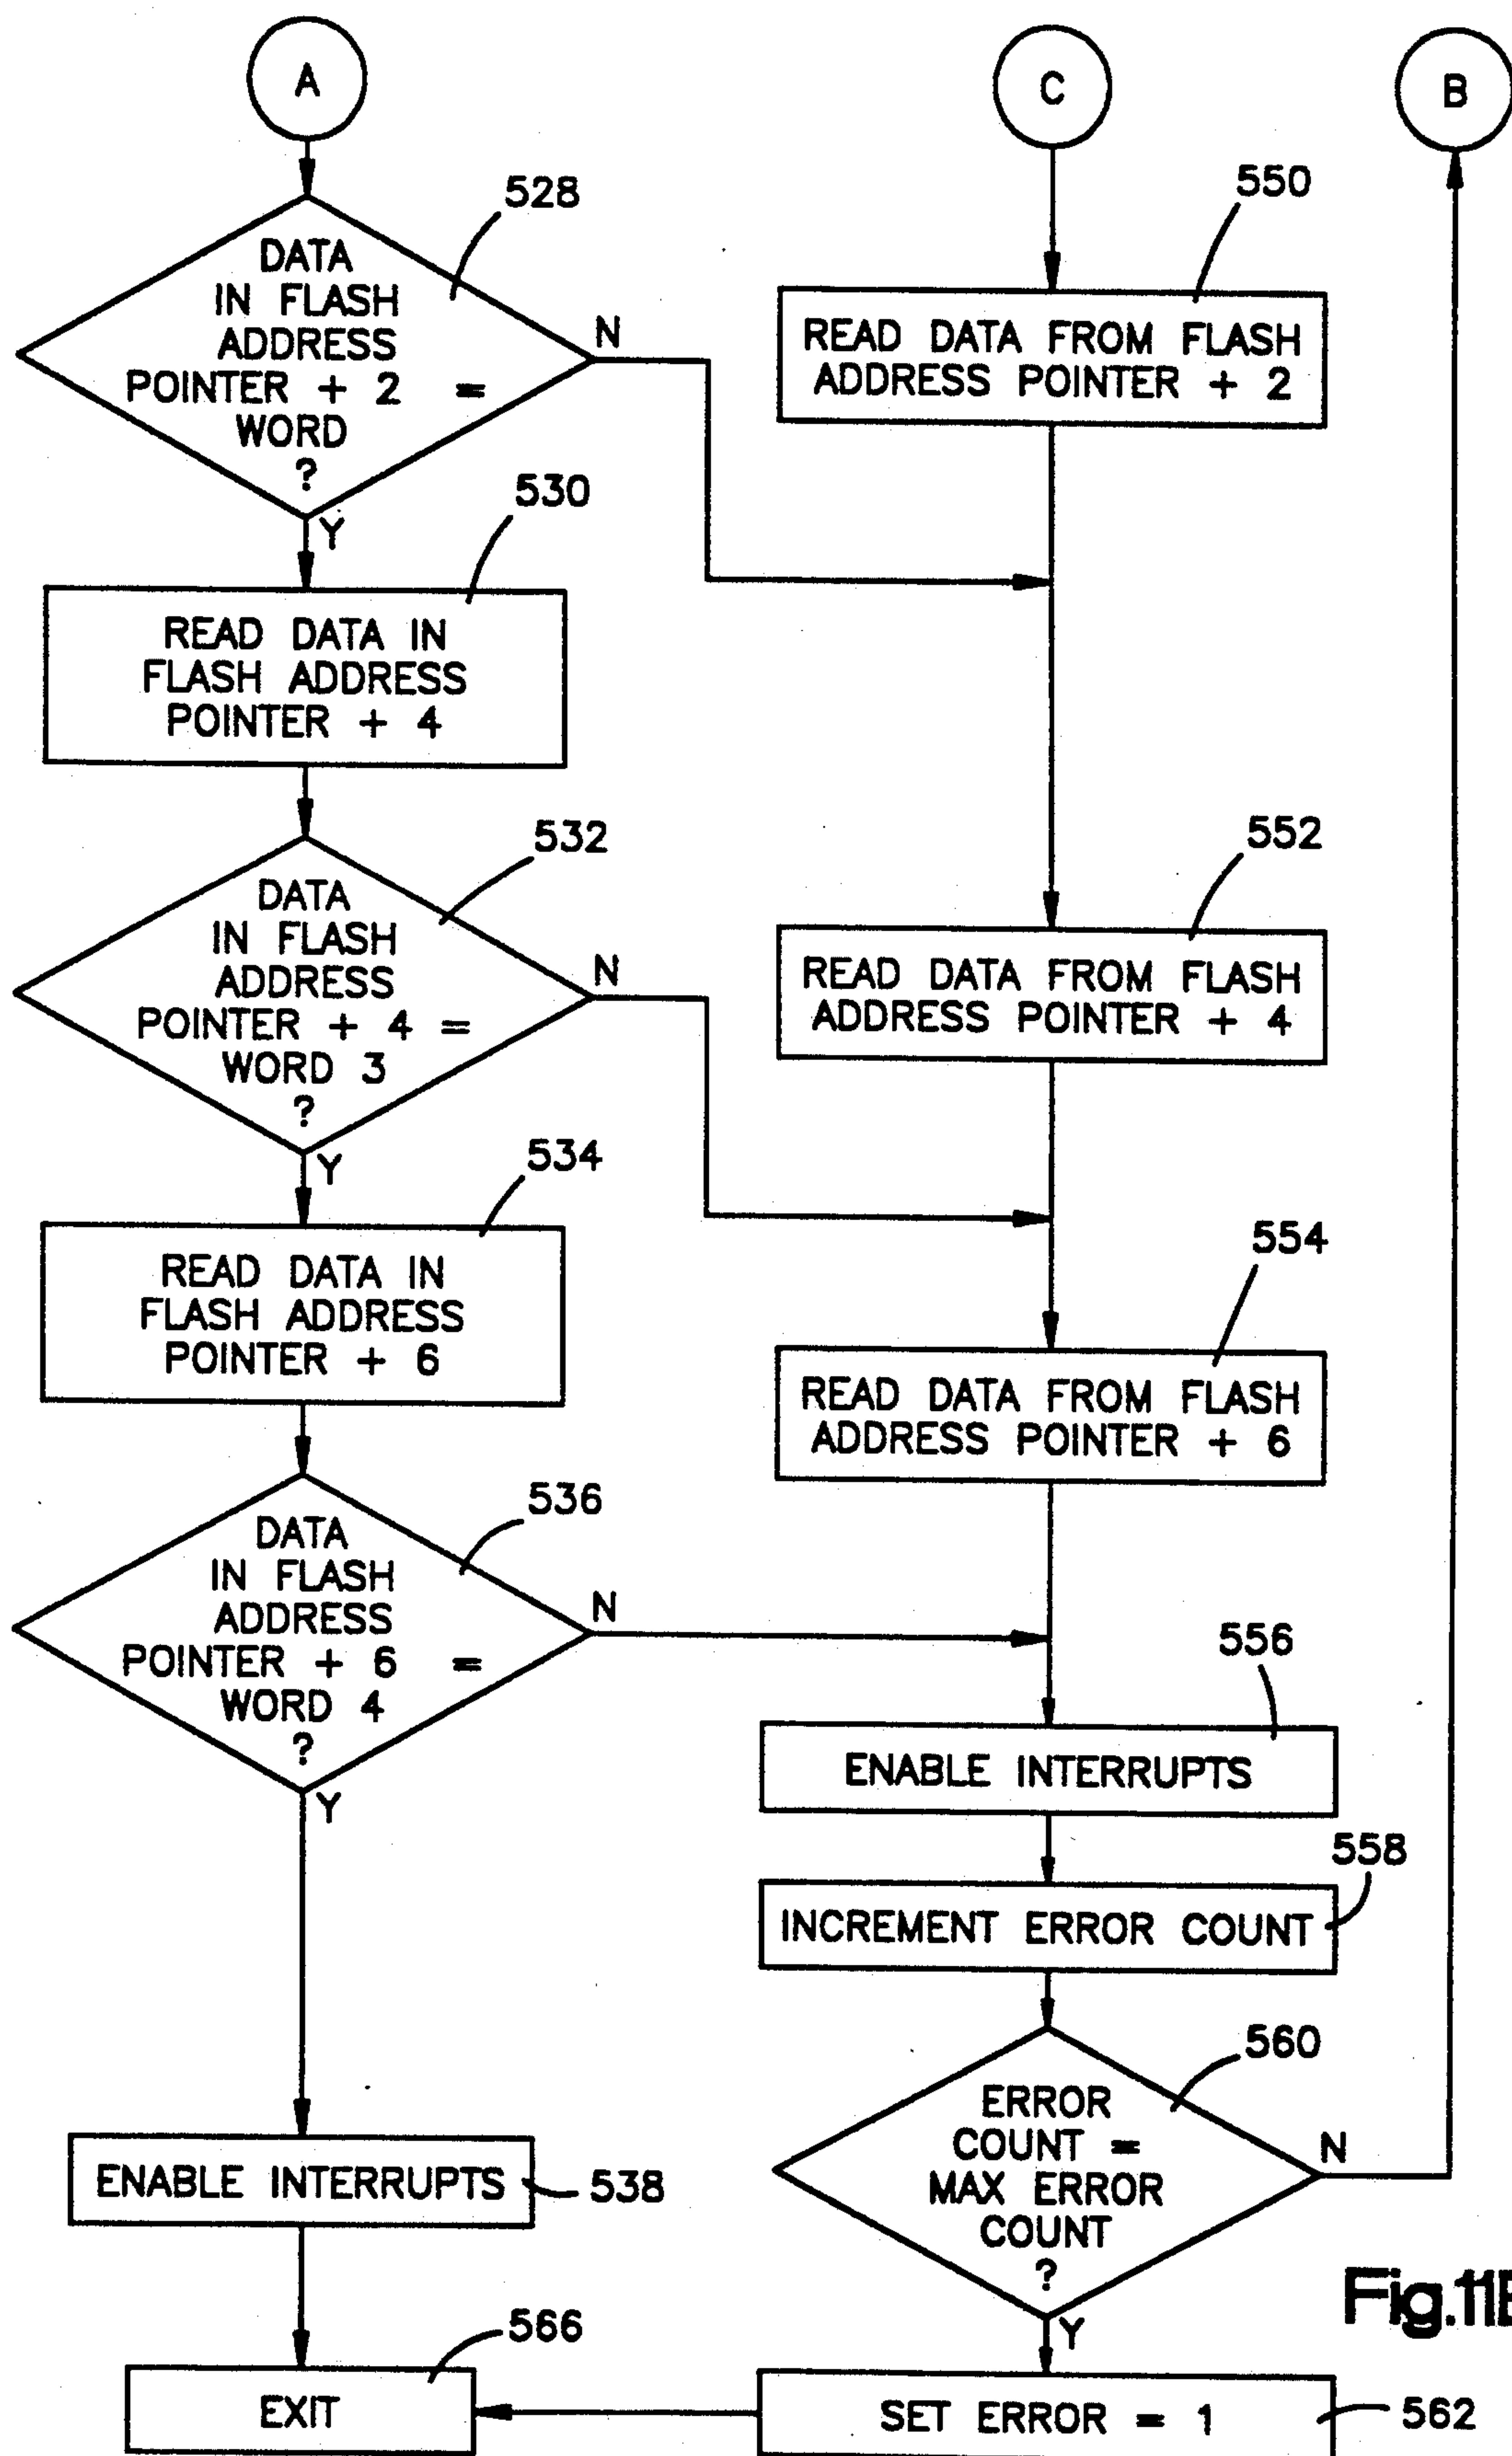 A
C
B
528
DATA
IN FLASH
ADDRESS
POINTER + 2 =
WORD
?
N
Y
550
READ DATA FROM FLASH
ADDRESS POINTER + 2
530
READ DATA IN
FLASH ADDRESS
POINTER + 4
532
DATA
IN FLASH
ADDRESS
POINTER + 4 =
WORD 3
?
N
Y
552
READ DATA FROM FLASH
ADDRESS POINTER + 4
534
READ DATA IN
FLASH ADDRESS
POINTER + 6
554
READ DATA FROM FLASH
ADDRESS POINTER + 6
536
DATA
IN FLASH
ADDRESS
POINTER + 6 =
WORD 4
?
N
Y
556
ENABLE INTERRUPTS
558
INCREMENT ERROR COUNT
560
ERROR
COUNT =
MAX ERROR
COUNT
?
N
Y
ENABLE INTERRUPTS
538
566
EXIT
SET ERROR = 1
562